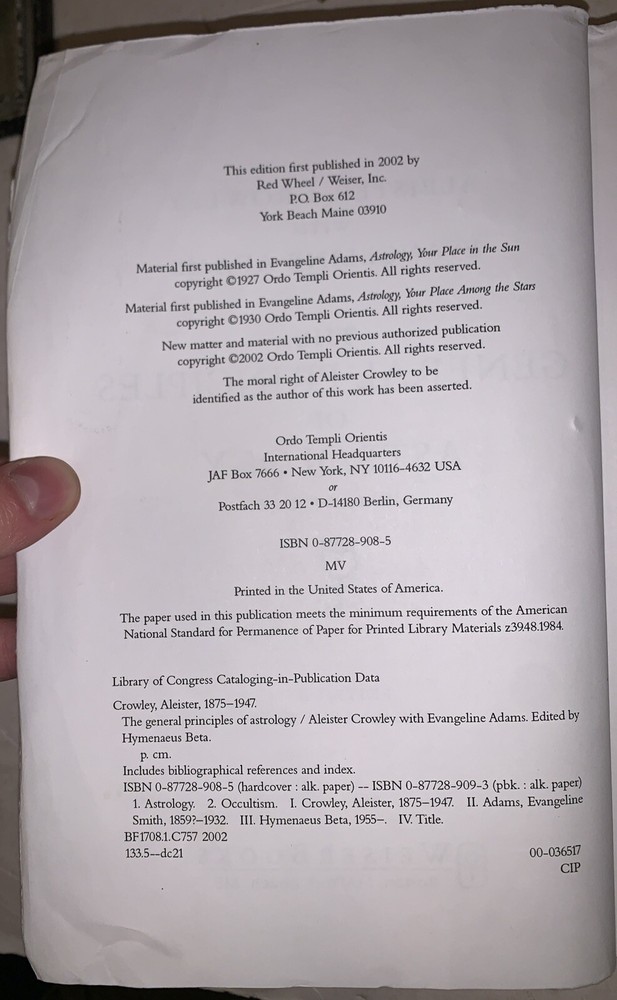 This edition first published in 2002 by
Red Wheel / Weiser, Inc.
P.O. Box 612
York Beach Maine 03910
Material first published in Evangeline Adams, Astrology, Your Place in the Sun
copyright ©1927 Ordo Templi Orientis. All rights reserved.
Material first published in Evangeline Adams, Astrology, Your Place Among the Stars
copyright ©1930 Ordo Templi Orientis. All rights reserved.
New matter and material with no previous authorized publication
copyright ©2002 Ordo Templi Orientis. All rights reserved.
The moral right of Aleister Crowley to be
identified as the author of this work has been asserted.
Ordo Templi Orientis
International Headquarters
JAF Box 7666 • New York, NY 10116-4632 USA
or
Postfach 33 20 12 • D-14180 Berlin, Germany
ISBN 0-87728-908-5
MV
Printed in the United States of America.
The paper used in this publication meets the minimum requirements of the American
National Standard for Permanence of Paper for Printed Library Materials z39.48.1984.
Library of Congress Cataloging-in-Publication Data
Crowley, Aleister, 1875–1947.
The general principles of astrology / Aleister Crowley with Evangeline Adams. Edited by
Hymenaeus Beta.
p. cm.
Includes bibliographical references and index.
ISBN 0-87728-908-5 (hardcover : alk. paper) -- ISBN 0-87728-909-3 (pbk. : alk. paper)
1. Astrology. 2. Occultism. I. Crowley, Aleister, 1875–1947. II. Adams, Evangeline
Smith, 1859?–1932. III. Hymenaeus Beta, 1955–. IV. Title.
BF1708.1.C757 2002
133.5--dc21 00-036517
CIP